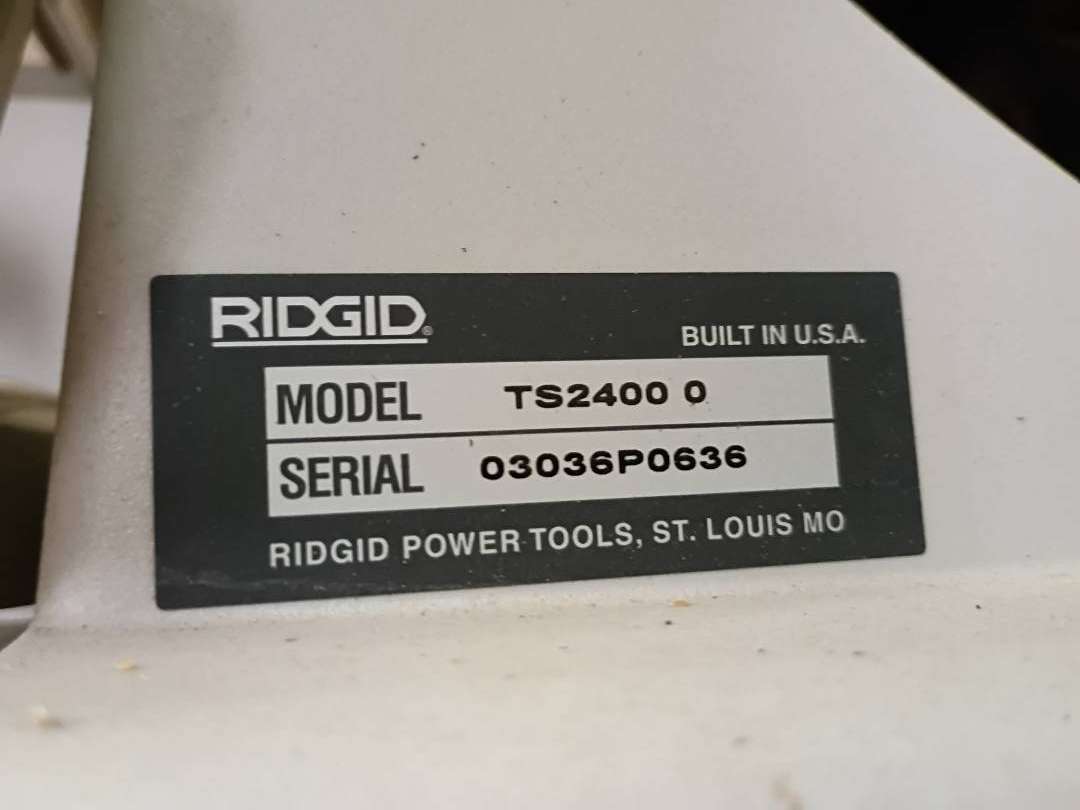 RIDGID®
BUILT IN U.S.A.
MODEL TS2400 0
SERIAL 03036P0636
RIDGID POWER TOOLS, ST. LOUIS MO